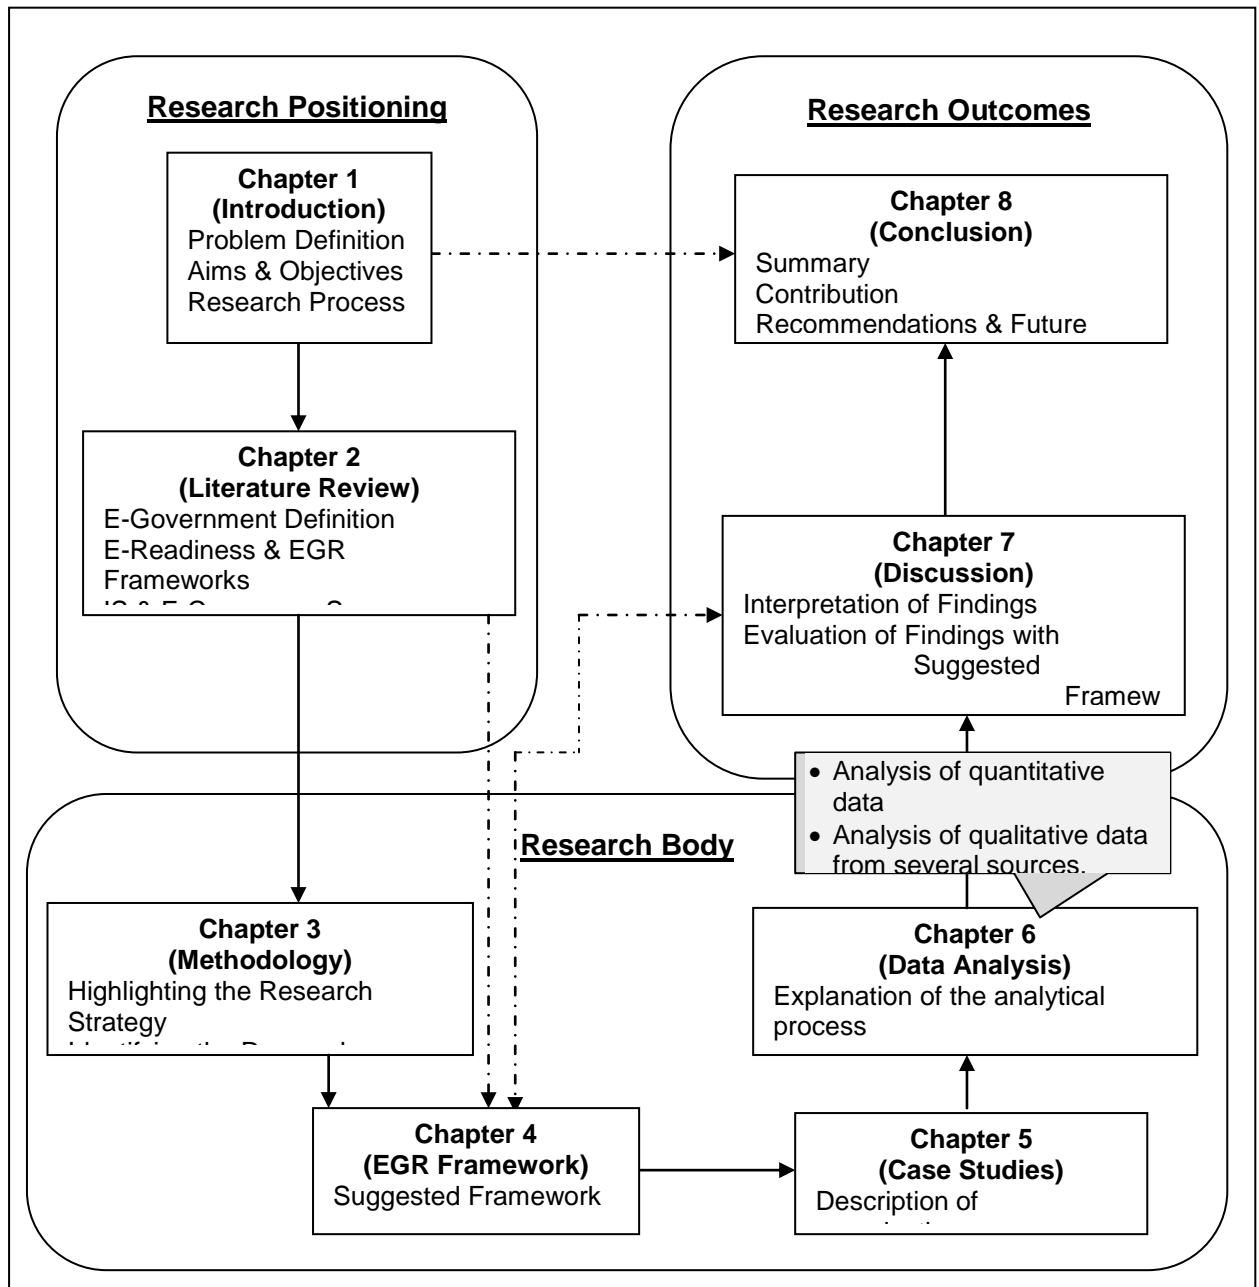 Research Positioning
Chapter 1
(Introduction)
Problem Definition
Aims & Objectives
Research Process
Chapter 2
(Literature Review)
E-Government Definition
E-Readiness & EGR
Frameworks
Research Outcomes
Chapter 8
(Conclusion)
Summary
Contribution
Recommendations & Future
Chapter 7
(Discussion)
Interpretation of Findings
Evaluation of Findings with
Suggested
Framew
• Analysis of quantitative
data
• Analysis of qualitative data
from several sources.
Research Body
Chapter 3
(Methodology)
Highlighting the Research
Strategy
Chapter 4
(EGR Framework)
Suggested Framework
Chapter 6
(Data Analysis)
Explanation of the analytical
process
Chapter 5
(Case Studies)
Description of